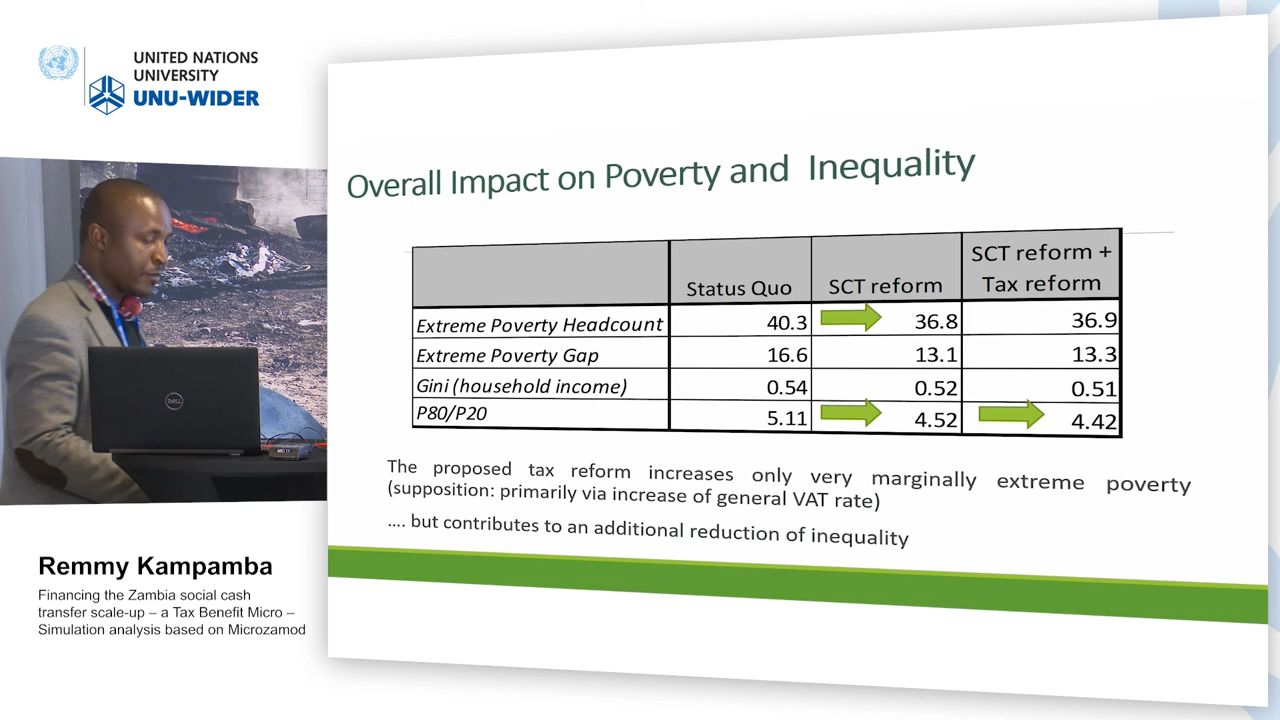 UNITED NATIONS
UNIVERSITY
UNU-WIDER
Overall Impact on Poverty and Inequality
Status Quo SCT reform SCT reform +
Tax reform
Extreme Poverty Headcount 40.3 36.8 36.9
Extreme Poverty Gap 16.6 13.1 13.3
Gini (household income) 0.54 0.52 0.51
P80/P20 5.11 4.52 4.42
The proposed tax reform increases only very marginally extreme poverty
(supposition: primarily via increase of general VAT rate)
.... but contributes to an additional reduction of inequality
DELL
MIC 11
Remmy Kampamba
Financing the Zambia social cash
transfer scale-up – a Tax Benefit Micro –
Simulation analysis based on Microzamod